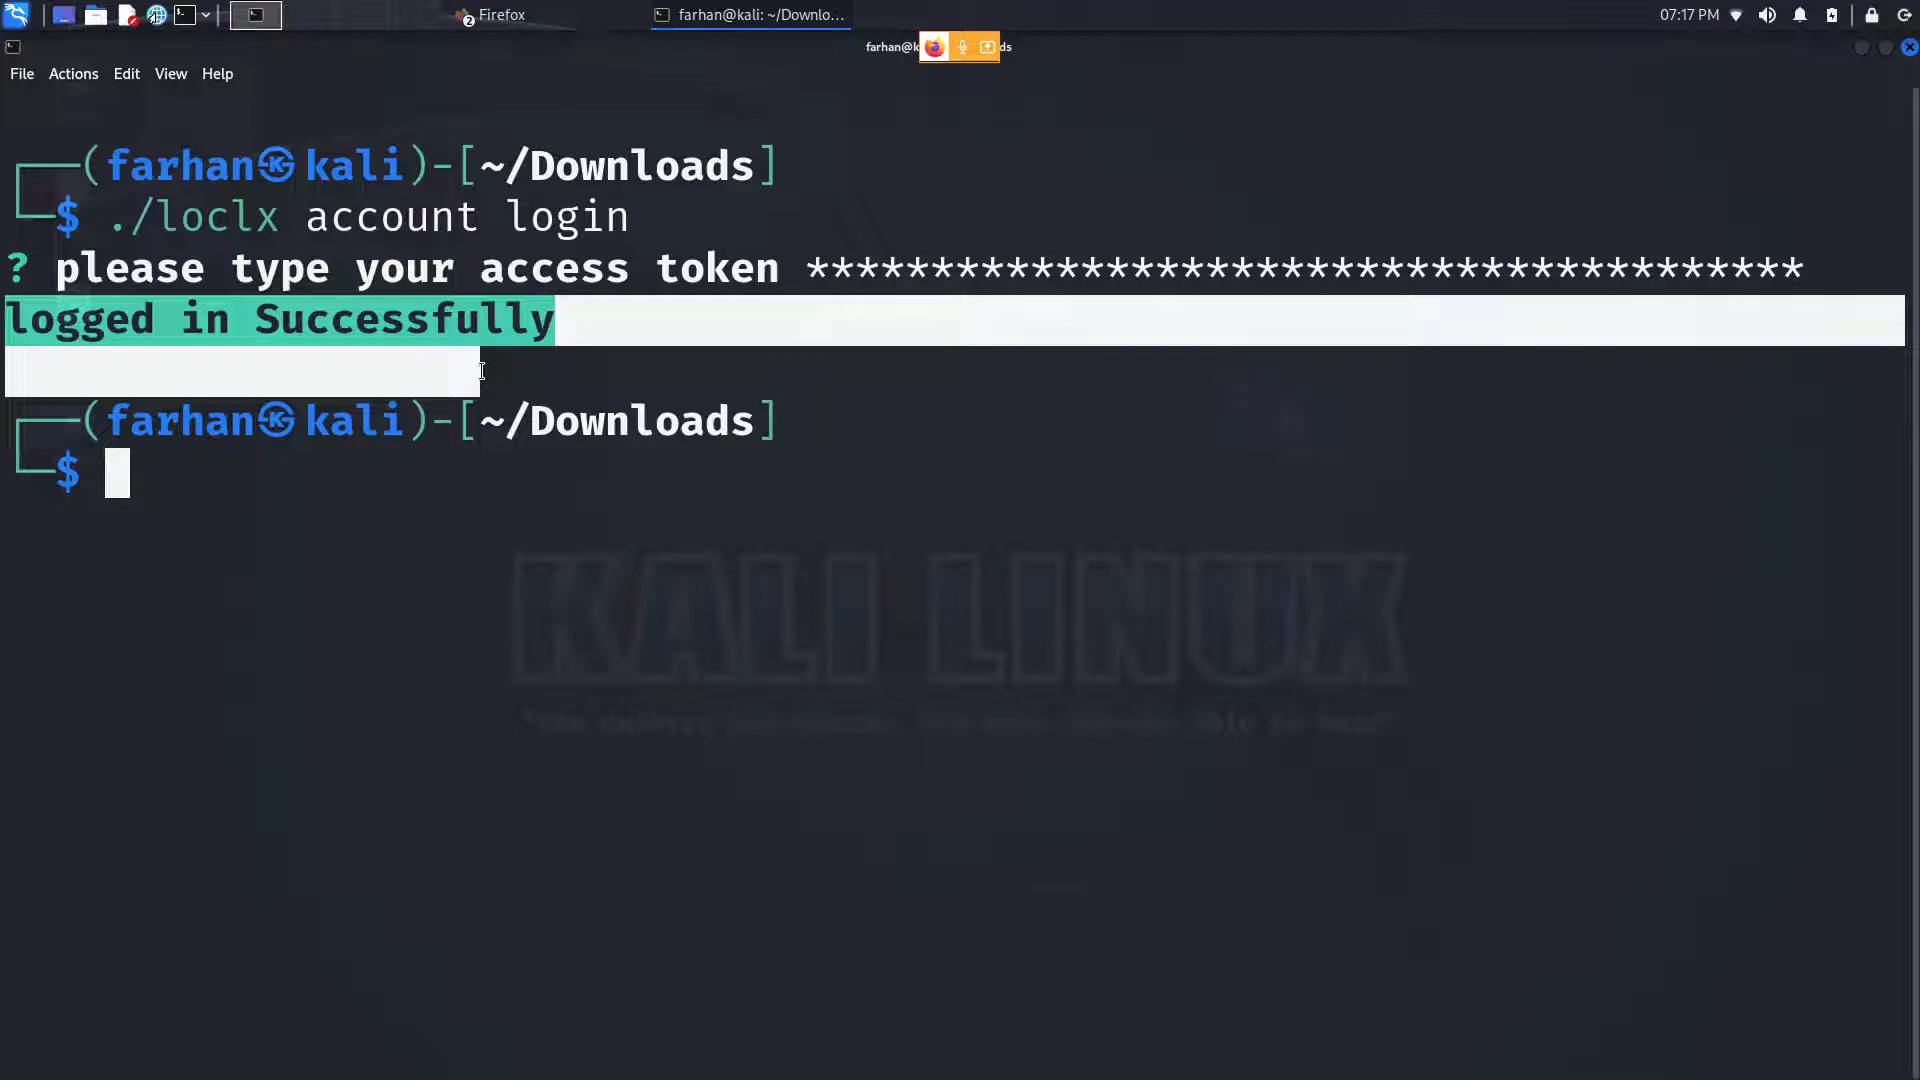 Firefox
2
farhan@kali: ~/Downlo...
07:17 PM
farhan@k
ds
File Actions Edit View Help
┌──(farhan㉿kali)-[~/Downloads]
└─$ ./loclx account login
? please type your access token *****************************************
logged in Successfully
┌──(farhan㉿kali)-[~/Downloads]
└─$
KALI LINUX